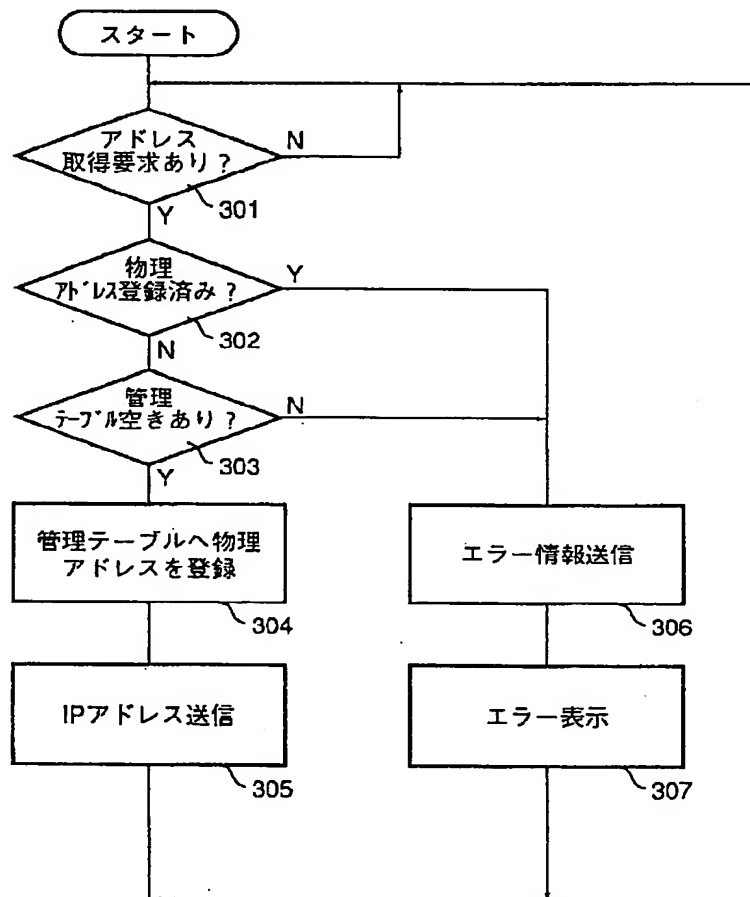 スタート
アドレス
取得要求あり？
N
301
Y
物理
ｱﾄﾞﾚｽ登録済み？
Y
302
N
管理
ﾃｰﾌﾞﾙ空きあり？
N
303
Y
管理テーブルへ物理
アドレスを登録
304
エラー情報送信
306
IPアドレス送信
305
エラー表示
307